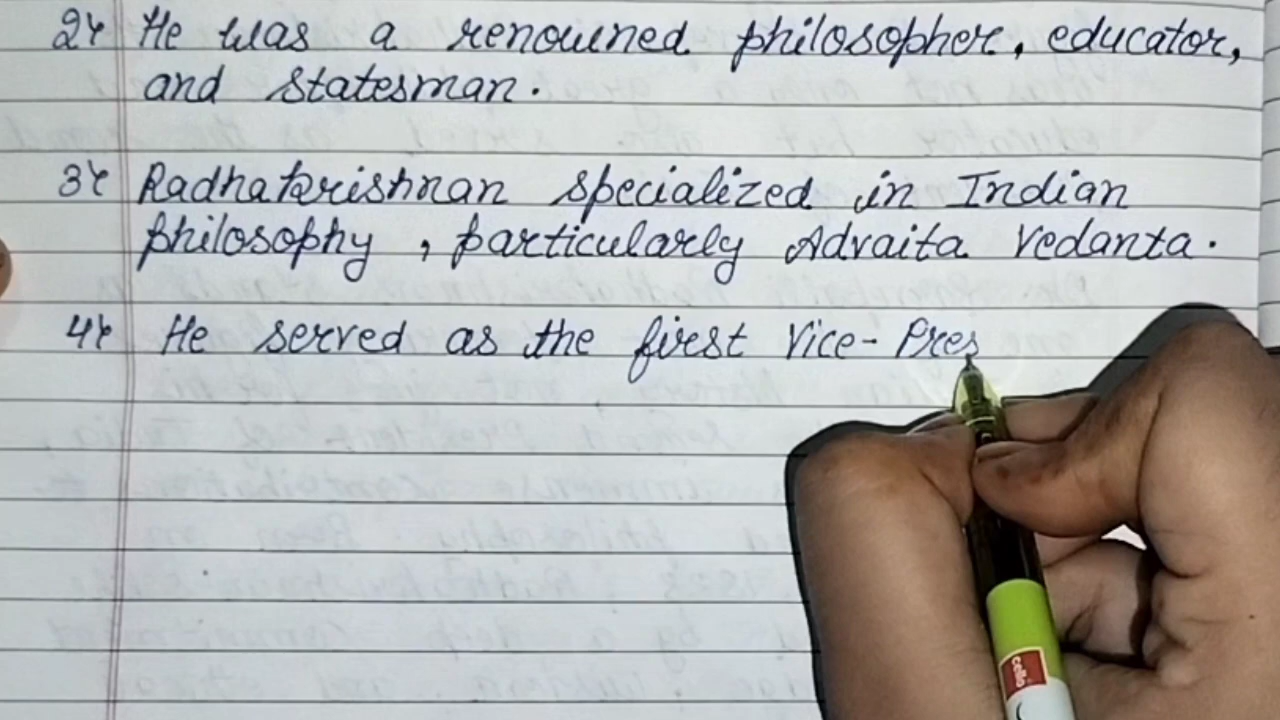 2. He was a renowned philosopher, educator,
and statesman.
3. Radhakrishnan specialized in Indian
philosophy, particularly Advaita Vedanta.
4. He served as the first Vice-Pres
cello